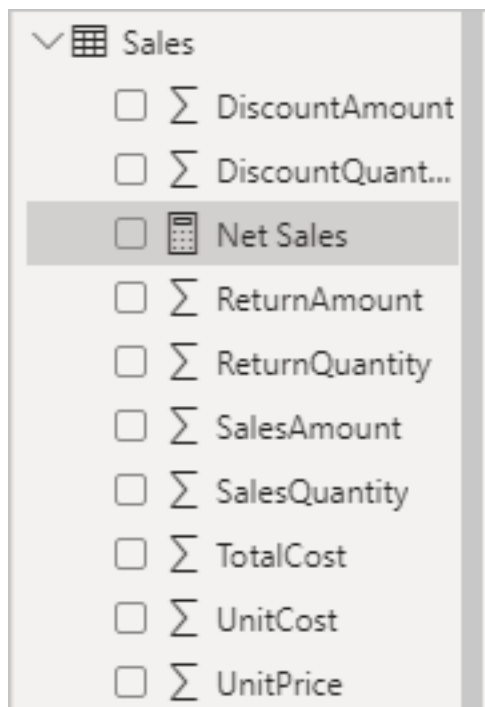 Sales
DiscountAmount
DiscountQuant...
Net Sales
ReturnAmount
ReturnQuantity
SalesAmount
SalesQuantity
TotalCost
UnitCost
UnitPrice